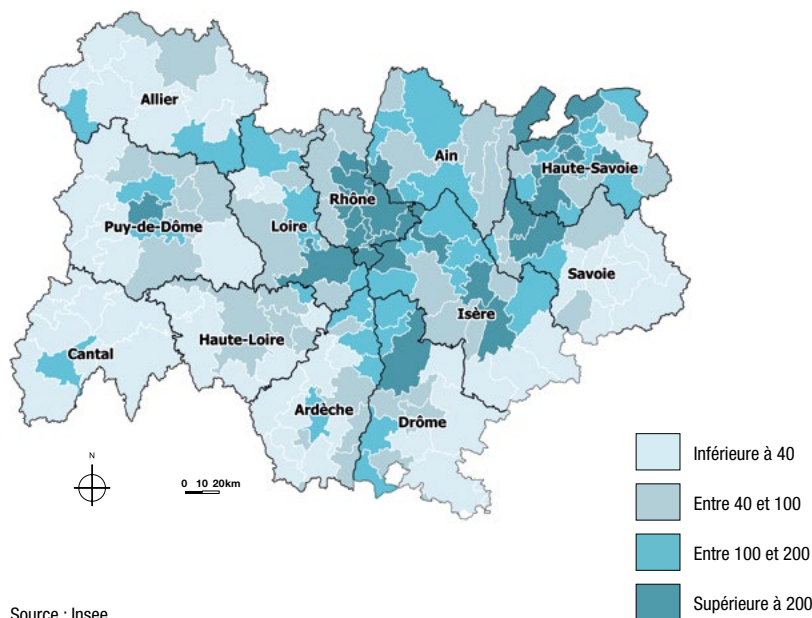 Allier
Ain
Haute-Savoie
Rhône
Puy-de-Dôme
Loire
Savoie
Isère
Haute-Loire
Cantal
Ardèche
Drôme
N
0 10 20km
Inférieure à 40
Entre 40 et 100
Entre 100 et 200
Supérieure à 200
Source : Insee